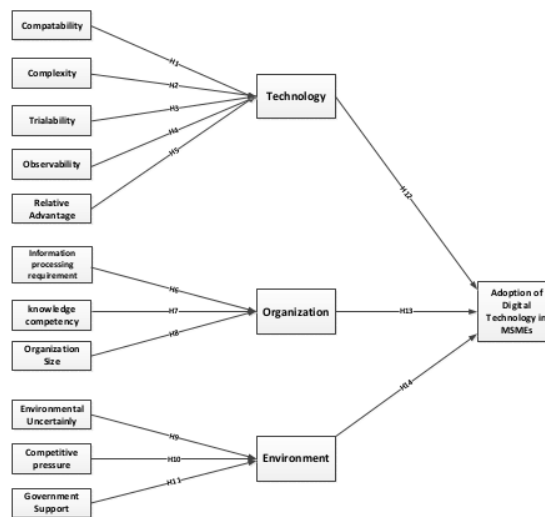 Compatability
H1
Complexity
H2
Technology
Trialability
H3
H4
Observability
H5
Relative
Advantage
H12
Information
processing
requirement
H6
knowledge
competency
H7
Organization
H13
Adoption of
Digital
Technology in
MSMEs
Organization
Size
H8
H14
Environmental
Uncertainly
H9
Competitive
pressure
H10
Environment
H11
Government
Support